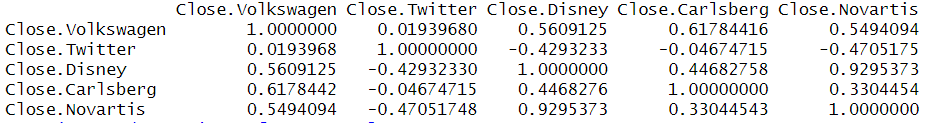 Close.Volkswagen Close.Twitter Close.Disney Close.Carlsberg Close.Novartis
Close.Volkswagen 1.0000000 0.01939680 0.5609125 0.61784416 0.5494094
Close.Twitter 0.0193968 1.00000000 -0.4293233 -0.04674715 -0.4705175
Close.Disney 0.5609125 -0.42932330 1.0000000 0.44682758 0.9295373
Close.Carlsberg 0.6178442 -0.04674715 0.4468276 1.00000000 0.3304454
Close.Novartis 0.5494094 -0.47051748 0.9295373 0.33044543 1.0000000